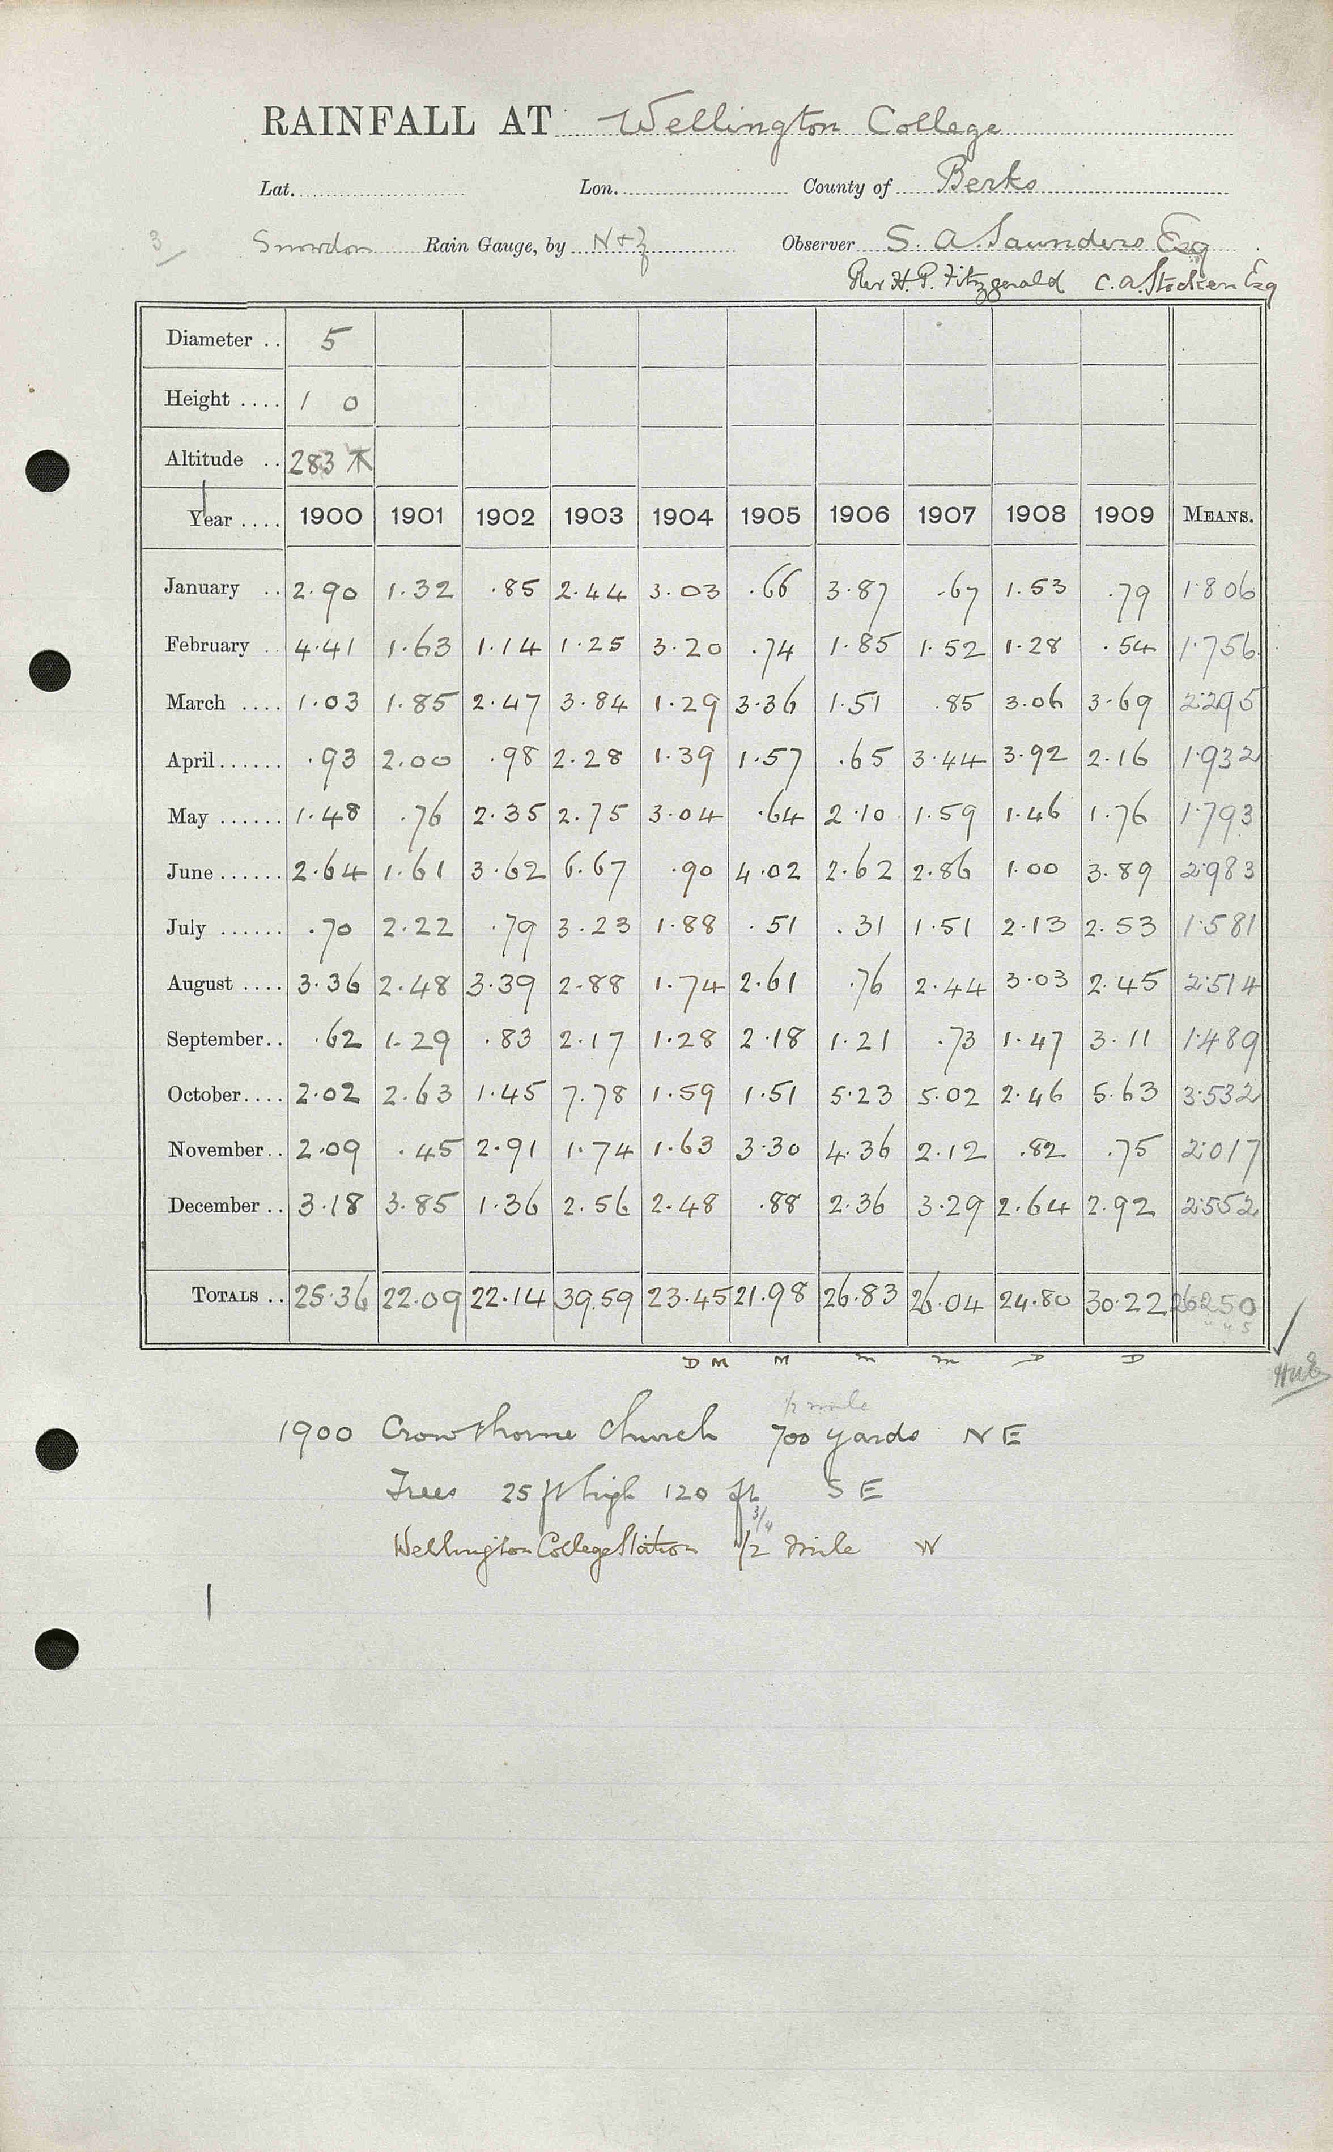 RAINFALL AT Wellington College
Lat. Lon. County of Berks
3 Snowdon Rain Gauge, by N+Z Observer S. A. Saunders Esq
Rev H. P. Fitzgerald C. A. Stocken Esq
Diameter .. 5
Height .... 1 0
Altitude .. 283
Year .... 1900 1901 1902 1903 1904 1905 1906 1907 1908 1909 MEANS.
January .. 2.90 1.32 .85 2.44 3.03 .66 3.87 .67 1.53 .79 1.806
February .. 4.41 1.63 1.14 1.25 3.20 .74 1.85 1.52 1.28 .54 1.756
March .... 1.03 1.85 2.47 3.84 1.29 3.36 1.51 .85 3.06 3.69 2.295
April...... .93 2.00 .98 2.28 1.39 1.57 .65 3.44 3.92 2.16 1.932
May ...... 1.48 .76 2.35 2.75 3.04 .64 2.10 1.59 1.46 1.76 1.793
June ...... 2.64 1.61 3.62 6.67 .90 4.02 2.62 2.86 1.00 3.89 2.983
July ...... .70 2.22 .79 3.23 1.88 .51 .31 1.51 2.13 2.53 1.581
August .... 3.36 2.48 3.39 2.88 1.74 2.61 .76 2.44 3.03 2.45 2.514
September.. .62 1.29 .83 2.17 1.28 2.18 1.21 .73 1.47 3.11 1.489
October.... 2.02 2.63 1.45 7.78 1.59 1.51 5.23 5.02 2.46 5.63 3.532
November.. 2.09 .45 2.91 1.74 1.63 3.30 4.36 2.12 .82 .75 2.017
December .. 3.18 3.85 1.36 2.56 2.48 .88 2.36 3.29 2.64 2.92 2.552
TOTALS .. 25.36 22.09 22.14 39.59 23.45 21.98 26.83 26.04 24.80 30.22 26.250
D M M m m D D
1/2 mile
1900 Crowthorne Church 700 yards NE
Trees 25 ft high 120 ft SE
3/4
Wellington College Station 1/2 mile W